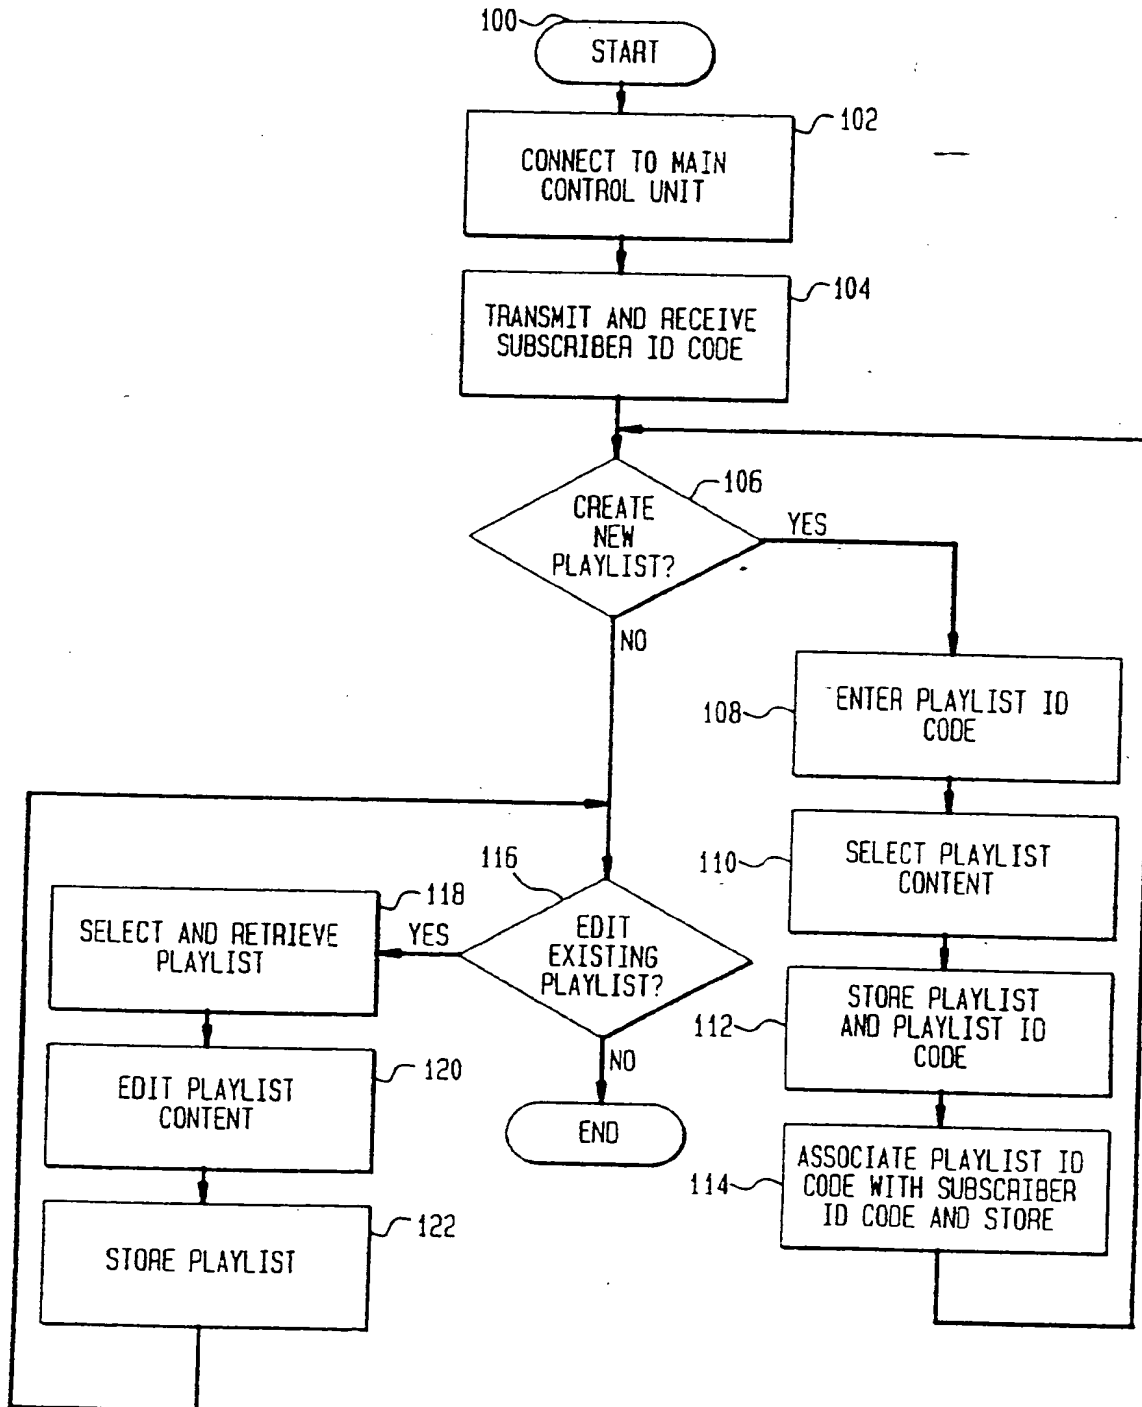 100
START
102
CONNECT TO MAIN
CONTROL UNIT
104
TRANSMIT AND RECEIVE
SUBSCRIBER ID CODE
106
CREATE
NEW
PLAYLIST?
YES
NO
108
ENTER PLAYLIST ID
CODE
110
SELECT PLAYLIST
CONTENT
112
STORE PLAYLIST
AND PLAYLIST ID
CODE
114
ASSOCIATE PLAYLIST ID
CODE WITH SUBSCRIBER
ID CODE AND STORE
116
EDIT
EXISTING
PLAYLIST?
YES
NO
END
118
SELECT AND RETRIEVE
PLAYLIST
120
EDIT PLAYLIST
CONTENT
122
STORE PLAYLIST